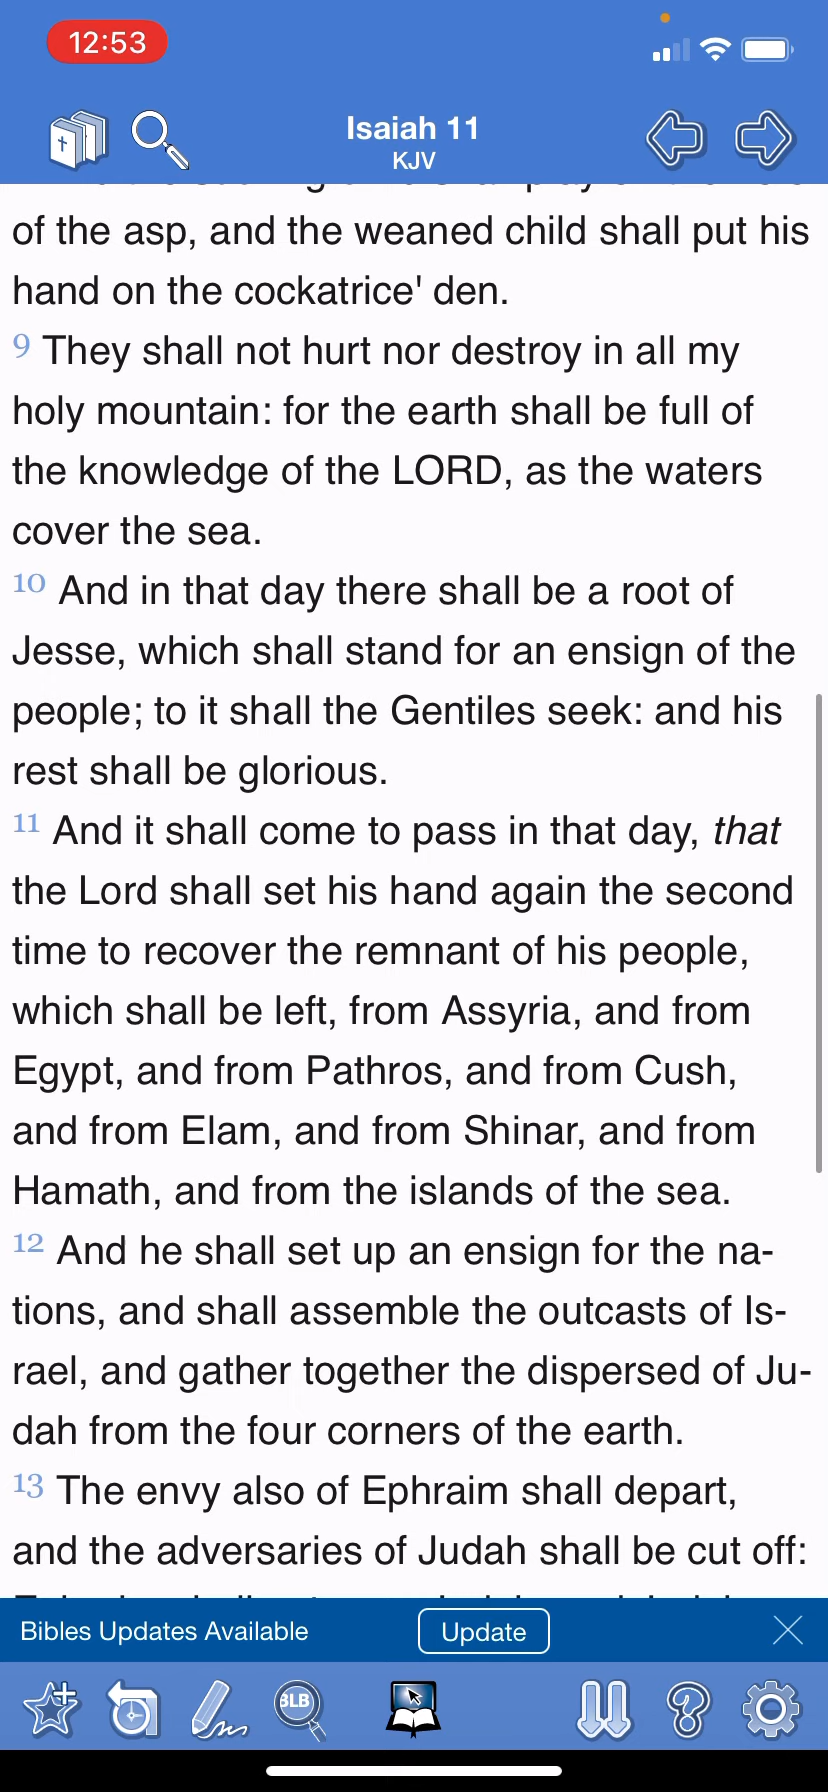 12:53
Isaiah 11
KJV
of the asp, and the weaned child shall put his
hand on the cockatrice' den.
9 They shall not hurt nor destroy in all my
holy mountain: for the earth shall be full of
the knowledge of the LORD, as the waters
cover the sea.
10 And in that day there shall be a root of
Jesse, which shall stand for an ensign of the
people; to it shall the Gentiles seek: and his
rest shall be glorious.
11 And it shall come to pass in that day, that
the Lord shall set his hand again the second
time to recover the remnant of his people,
which shall be left, from Assyria, and from
Egypt, and from Pathros, and from Cush,
and from Elam, and from Shinar, and from
Hamath, and from the islands of the sea.
12 And he shall set up an ensign for the na-
tions, and shall assemble the outcasts of Is-
rael, and gather together the dispersed of Ju-
dah from the four corners of the earth.
13 The envy also of Ephraim shall depart,
and the adversaries of Judah shall be cut off:
Bibles Updates Available Update
BLB